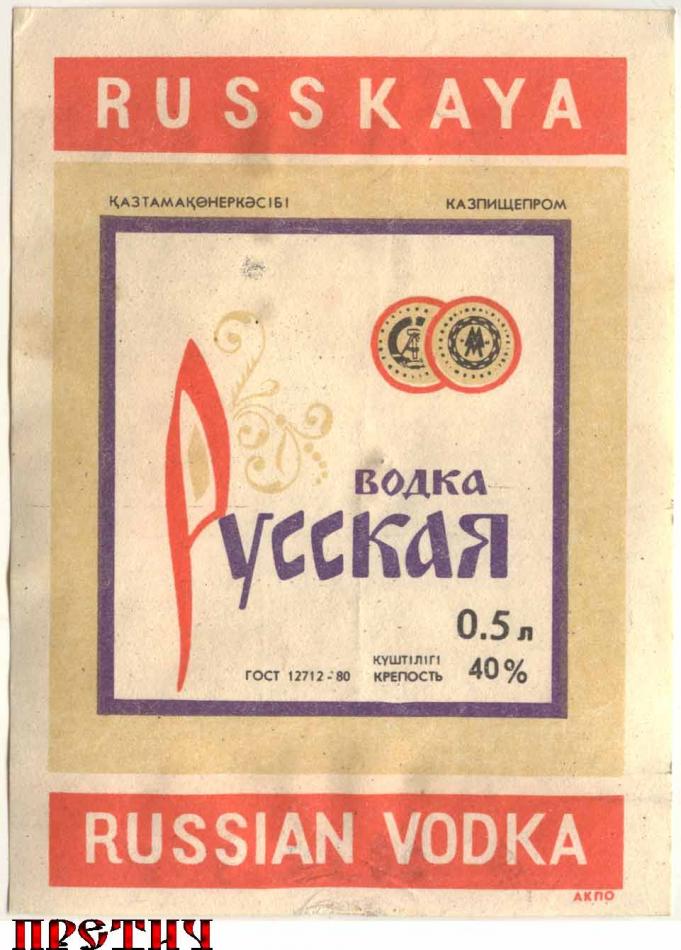 RUSSKAYA
ҚАЗТАМАҚӨНЕРКӘСІБІ КАЗПИЩЕПРОМ
М
ВОДКА
Русская
0.5 л
КҮШТІЛІГІ
ГОСТ 12712-80 КРЕПОСТЬ 40%
RUSSIAN VODKA
АКПО
ПРЕТИЧ